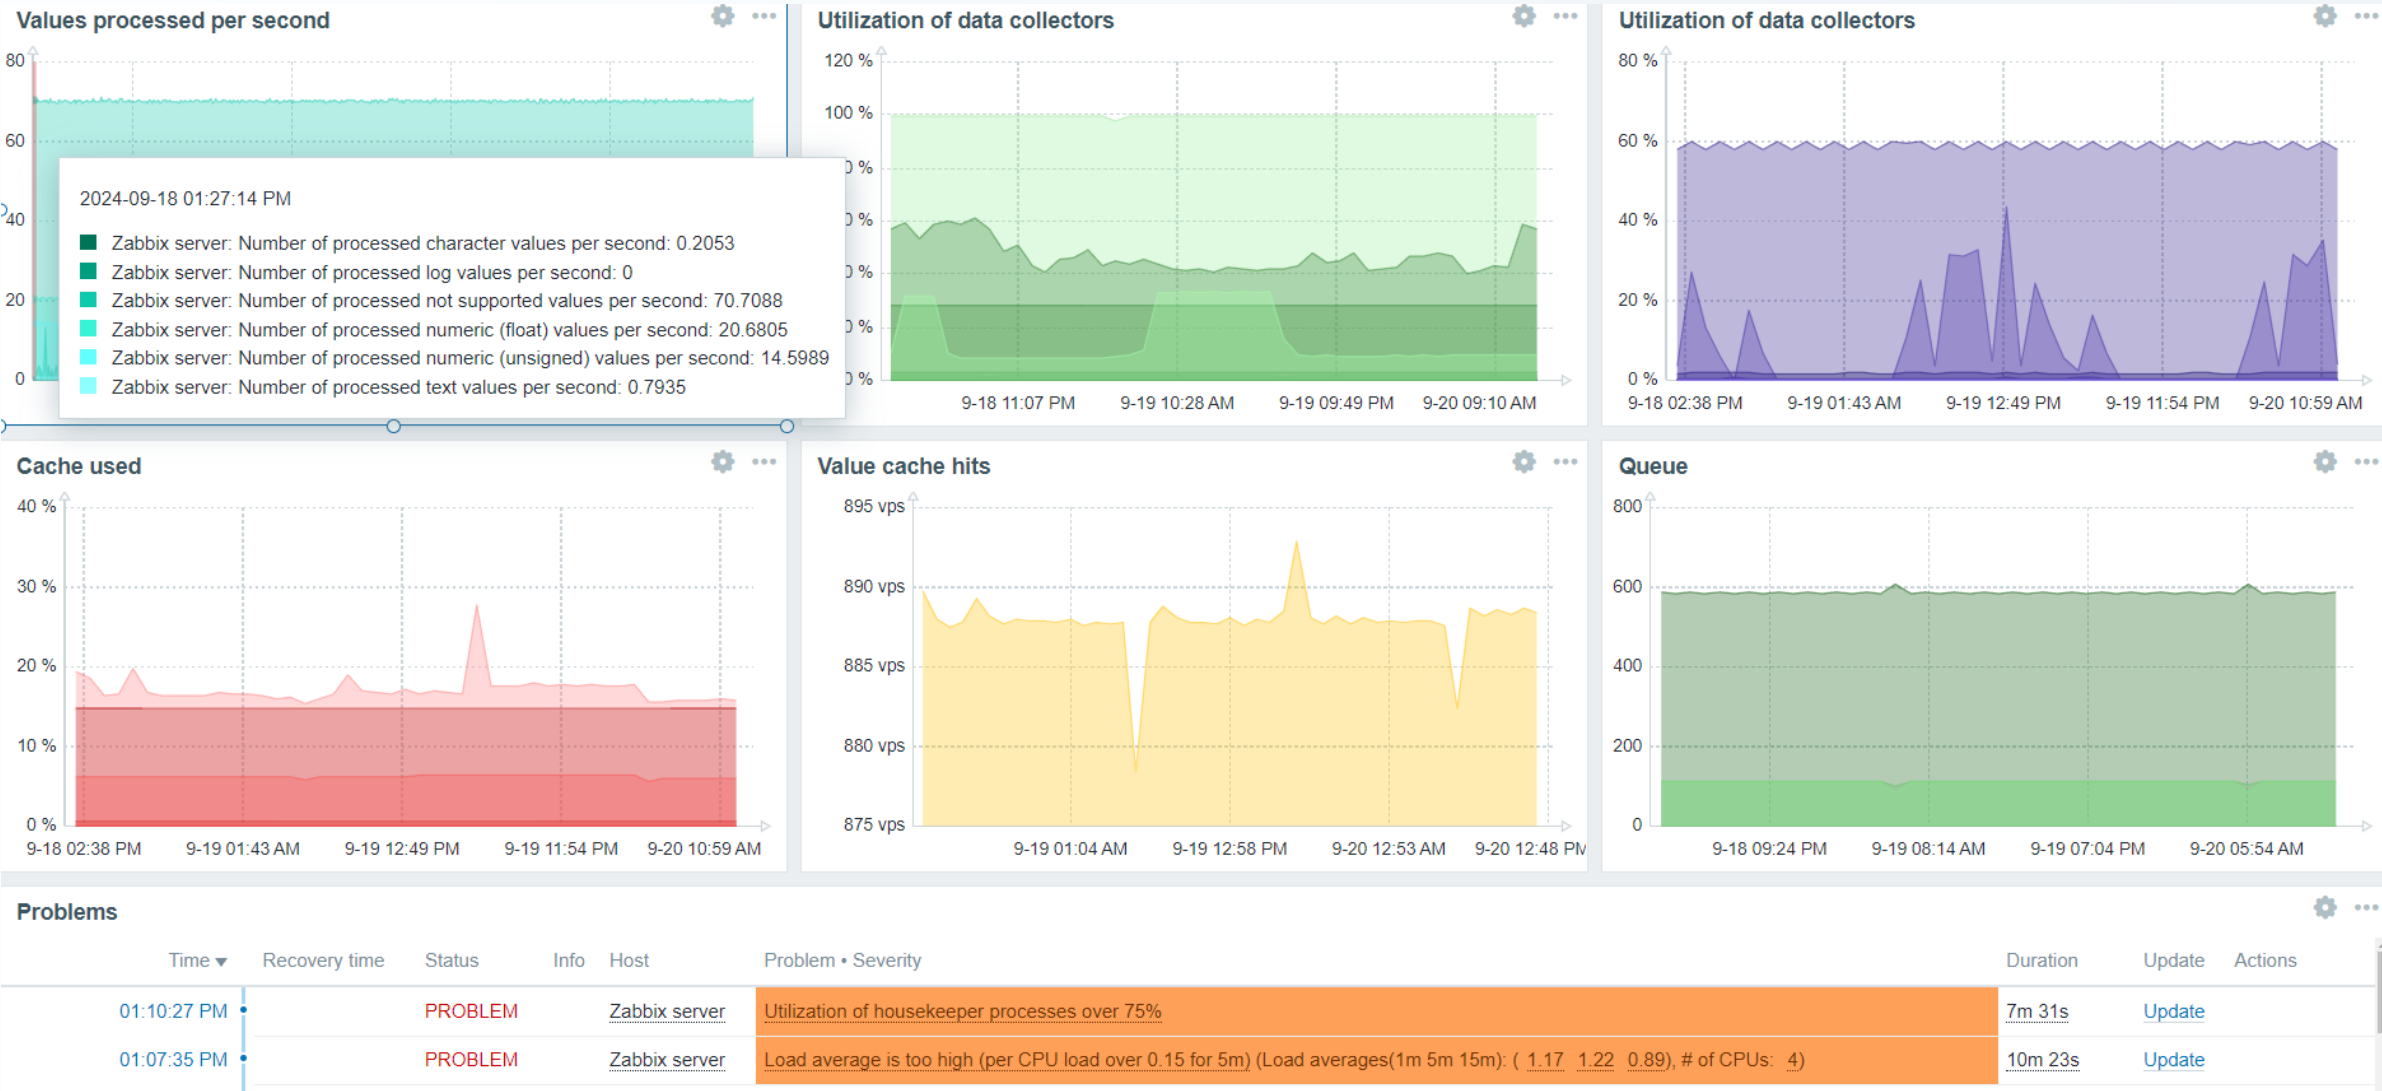 Values processed per second
80
60
40
20
0
2024-09-18 01:27:14 PM
Zabbix server: Number of processed character values per second: 0.2053
Zabbix server: Number of processed log values per second: 0
Zabbix server: Number of processed not supported values per second: 70.7088
Zabbix server: Number of processed numeric (float) values per second: 20.6805
Zabbix server: Number of processed numeric (unsigned) values per second: 14.5989
Zabbix server: Number of processed text values per second: 0.7935
Utilization of data collectors
120 %
100 %
0 %
0 %
0 %
0 %
0 %
9-18 11:07 PM 9-19 10:28 AM 9-19 09:49 PM 9-20 09:10 AM
Utilization of data collectors
80 %
60 %
40 %
20 %
0 %
9-18 02:38 PM 9-19 01:43 AM 9-19 12:49 PM 9-19 11:54 PM 9-20 10:59 AM
Cache used
40 %
30 %
20 %
10 %
0 %
9-18 02:38 PM 9-19 01:43 AM 9-19 12:49 PM 9-19 11:54 PM 9-20 10:59 AM
Value cache hits
895 vps
890 vps
885 vps
880 vps
875 vps
9-19 01:04 AM 9-19 12:58 PM 9-20 12:53 AM 9-20 12:48 PM
Queue
800
600
400
200
0
9-18 09:24 PM 9-19 08:14 AM 9-19 07:04 PM 9-20 05:54 AM
Problems
Time Recovery time Status Info Host Problem • Severity Duration Update Actions
01:10:27 PM PROBLEM Zabbix server Utilization of housekeeper processes over 75% 7m 31s Update
01:07:35 PM PROBLEM Zabbix server Load average is too high (per CPU load over 0.15 for 5m) (Load averages(1m 5m 15m): ( 1.17 1.22 0.89), # of CPUs: 4) 10m 23s Update